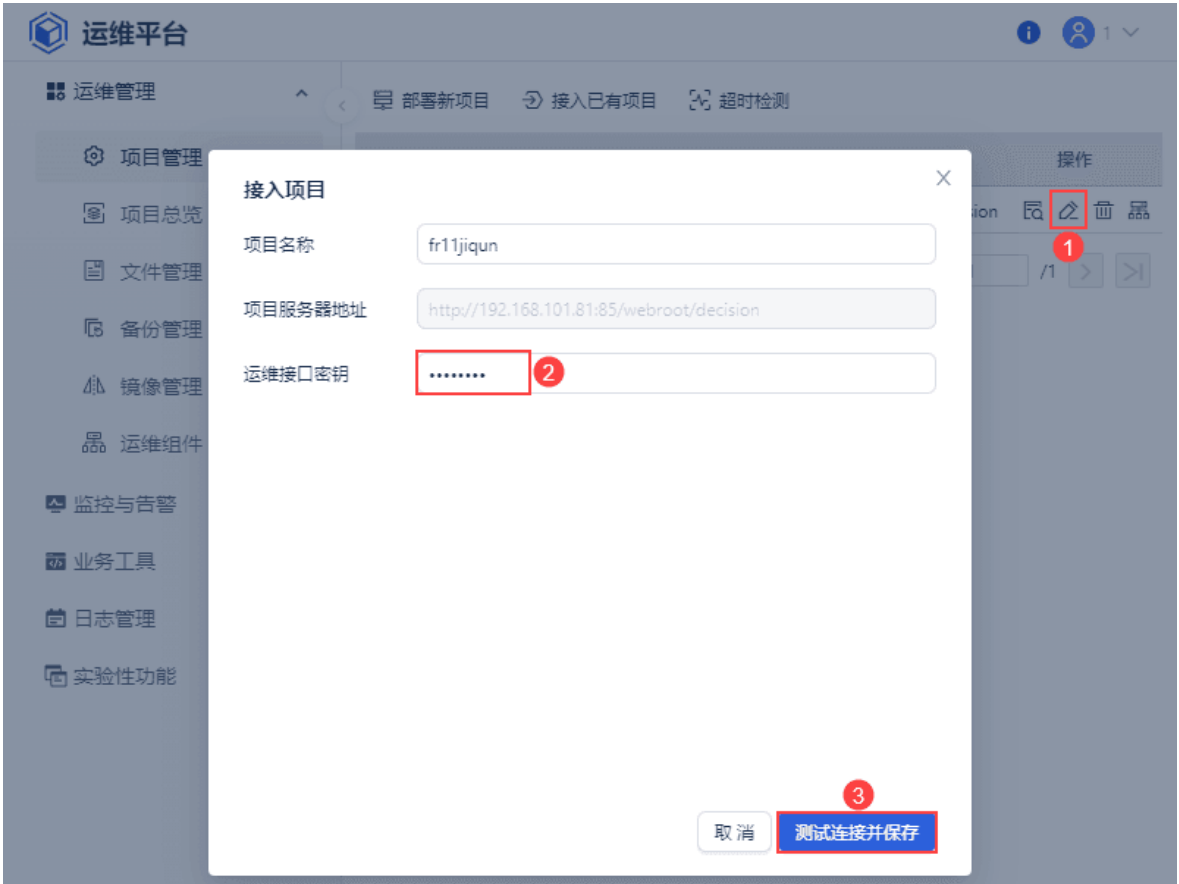 运维平台
1
运维管理
部署新项目 接入已有项目 超时检测
项目管理
操作
接入项目
项目总览
sion
项目名称
fr11jiqun
1
文件管理
/1
项目服务器地址
http://192.168.101.81:85/webroot/decision
备份管理
运维接口密钥
••••••••
2
镜像管理
运维组件
监控与告警
业务工具
日志管理
实验性功能
3
取消
测试连接并保存